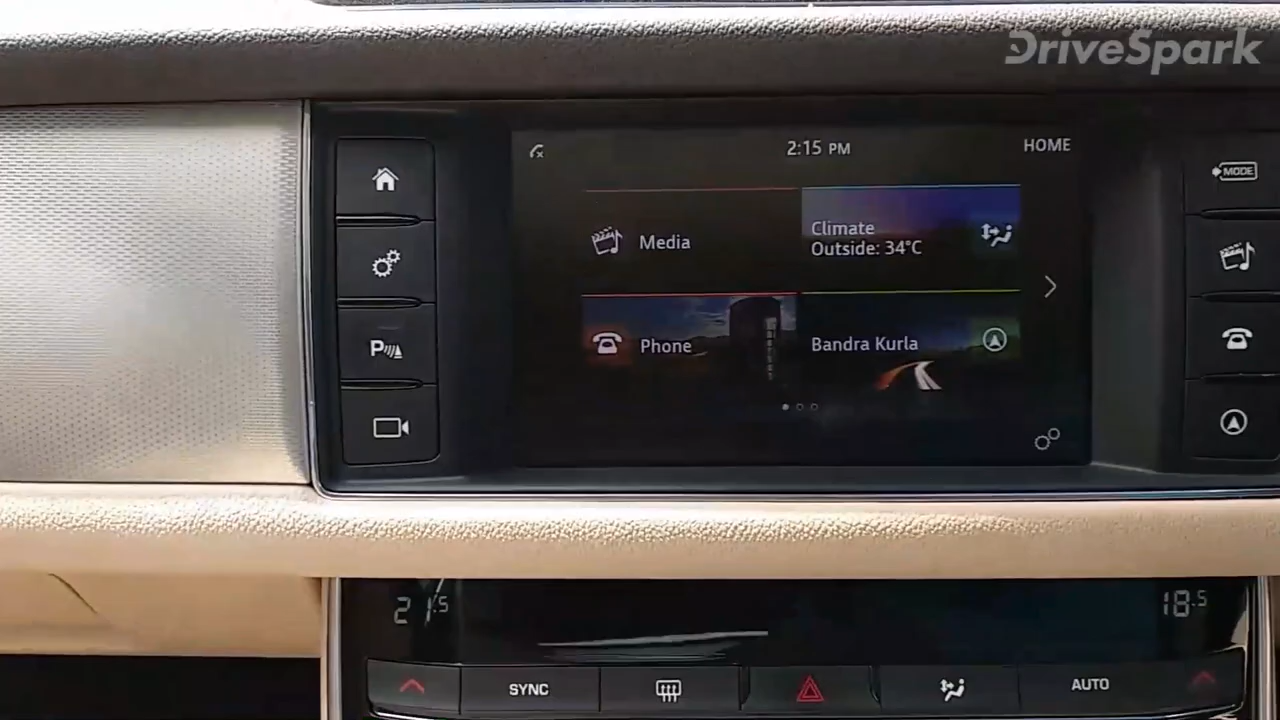 DriveSpark
2:15 PM
HOME
MODE
Media
Climate
Outside: 34°C
Phone
Bandra Kurla
P
21.5
18.5
SYNC
AUTO